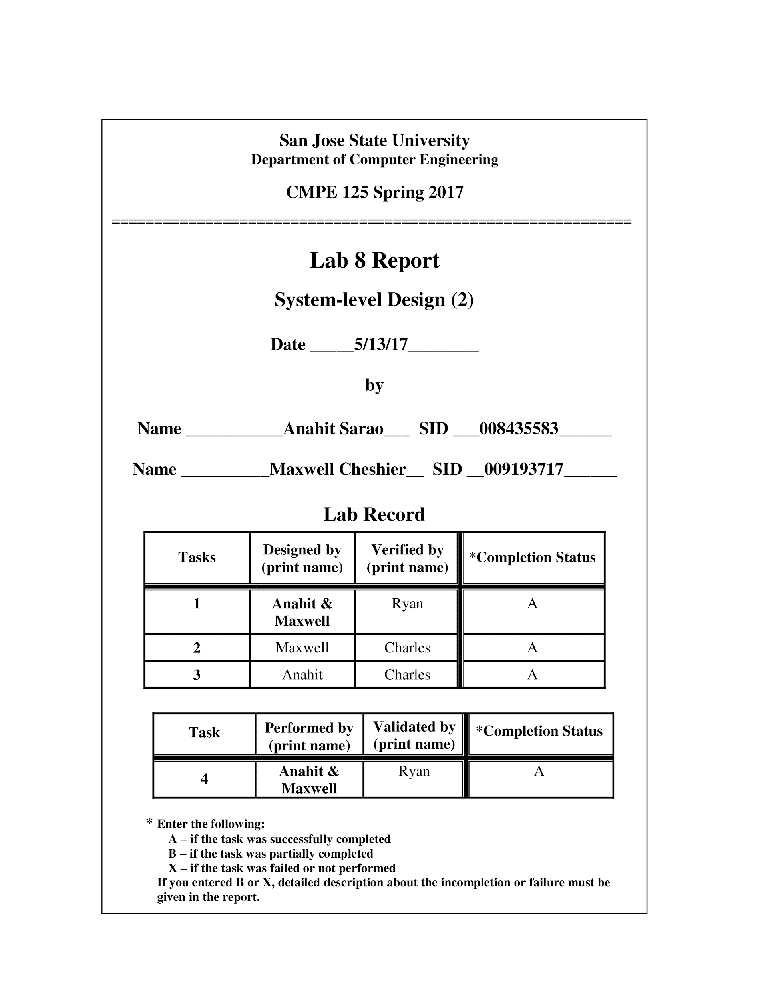 San Jose State University
Department of Computer Engineering
CMPE 125 Spring 2017
=============================================================
Lab 8 Report
System-level Design (2)
Date _____5/13/17________
by
Name ___________Anahit Sarao___ SID ___008435583______
Name __________Maxwell Cheshier__ SID __009193717______
Lab Record
Tasks Designed by (print name) Verified by (print name) *Completion Status
1 Anahit & Maxwell Ryan A
2 Maxwell Charles A
3 Anahit Charles A
Task Performed by (print name) Validated by (print name) *Completion Status
4 Anahit & Maxwell Ryan A
* Enter the following:
A – if the task was successfully completed
B – if the task was partially completed
X – if the task was failed or not performed
If you entered B or X, detailed description about the incompletion or failure must be
given in the report.